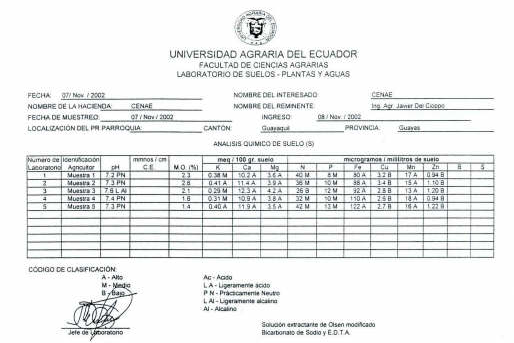 UNIVERSIDAD AGRARIA DEL ECUADOR
FACULTAD DE CIENCIAS AGRARIAS
LABORATORIO DE SUELOS - PLANTAS Y AGUAS
FECHA: 07/ Nov. / 2002 NOMBRE DEL INTERESADO: CENAE
NOMBRE DE LA HACIENDA: CENAE NOMBRE DEL REMINENTE: Ing. Agr. Javier Del Cioppo
FECHA DE MUESTREO: 07 / Nov / 2002 INGRESO: 08 / Nov. / 2002
LOCALIZACIÓN DEL PR PARROQUIA: CANTÓN: Guayaquil PROVINCIA: Guayas
ANALISIS QUIMICO DE SUELO (S)
Número de Identificación mmhos / cm meq / 100 gr. suelo microgramos / mililitros de suelo
Laboratorio Agricultor pH C.E. M.O. (%) K Ca Mg N P Fe Cu Mn Zn B S
1 Muestra 1 7.2 PN 2.3 0.38 M 10.2 A 3.6 A 40 M 8 M 80 A 3.2 B 17 A 0.94 B
2 Muestra 2 7.3 PN 2.6 0.41 A 11.4 A 3.9 A 36 M 10 M 86 A 3.4 B 15 A 1.10 B
3 Muestra 3 7.6 L Al 2.1 0.29 M 12.3 A 4.2 A 36 B 9 M 92 A 2.8 B 13 A 1.20 B
4 Muestra 4 7.4 PN 1.6 0.31 M 10.9 A 3.8 A 32 M 10 M 110 A 2.9 B 18 A 0.94 B
5 Muestra 5 7.3 PN 1.4 0.40 A 11.9 A 3.5 A 42 M 13 M 122 A 2.7 B 16 A 1.22 B
CÓDIGO DE CLASIFICACIÓN:
A - Alto Ac - Acido
M - Medio L A - Ligeramente acido
B - Bajo P N - Prácticamente Neutro
L Al - Ligeramente alcalino
Al - Alcalino
Jefe de Laboratorio
Solución extractante de Olsen modificado
Bicarbonato de Sodio y E.D.T.A.